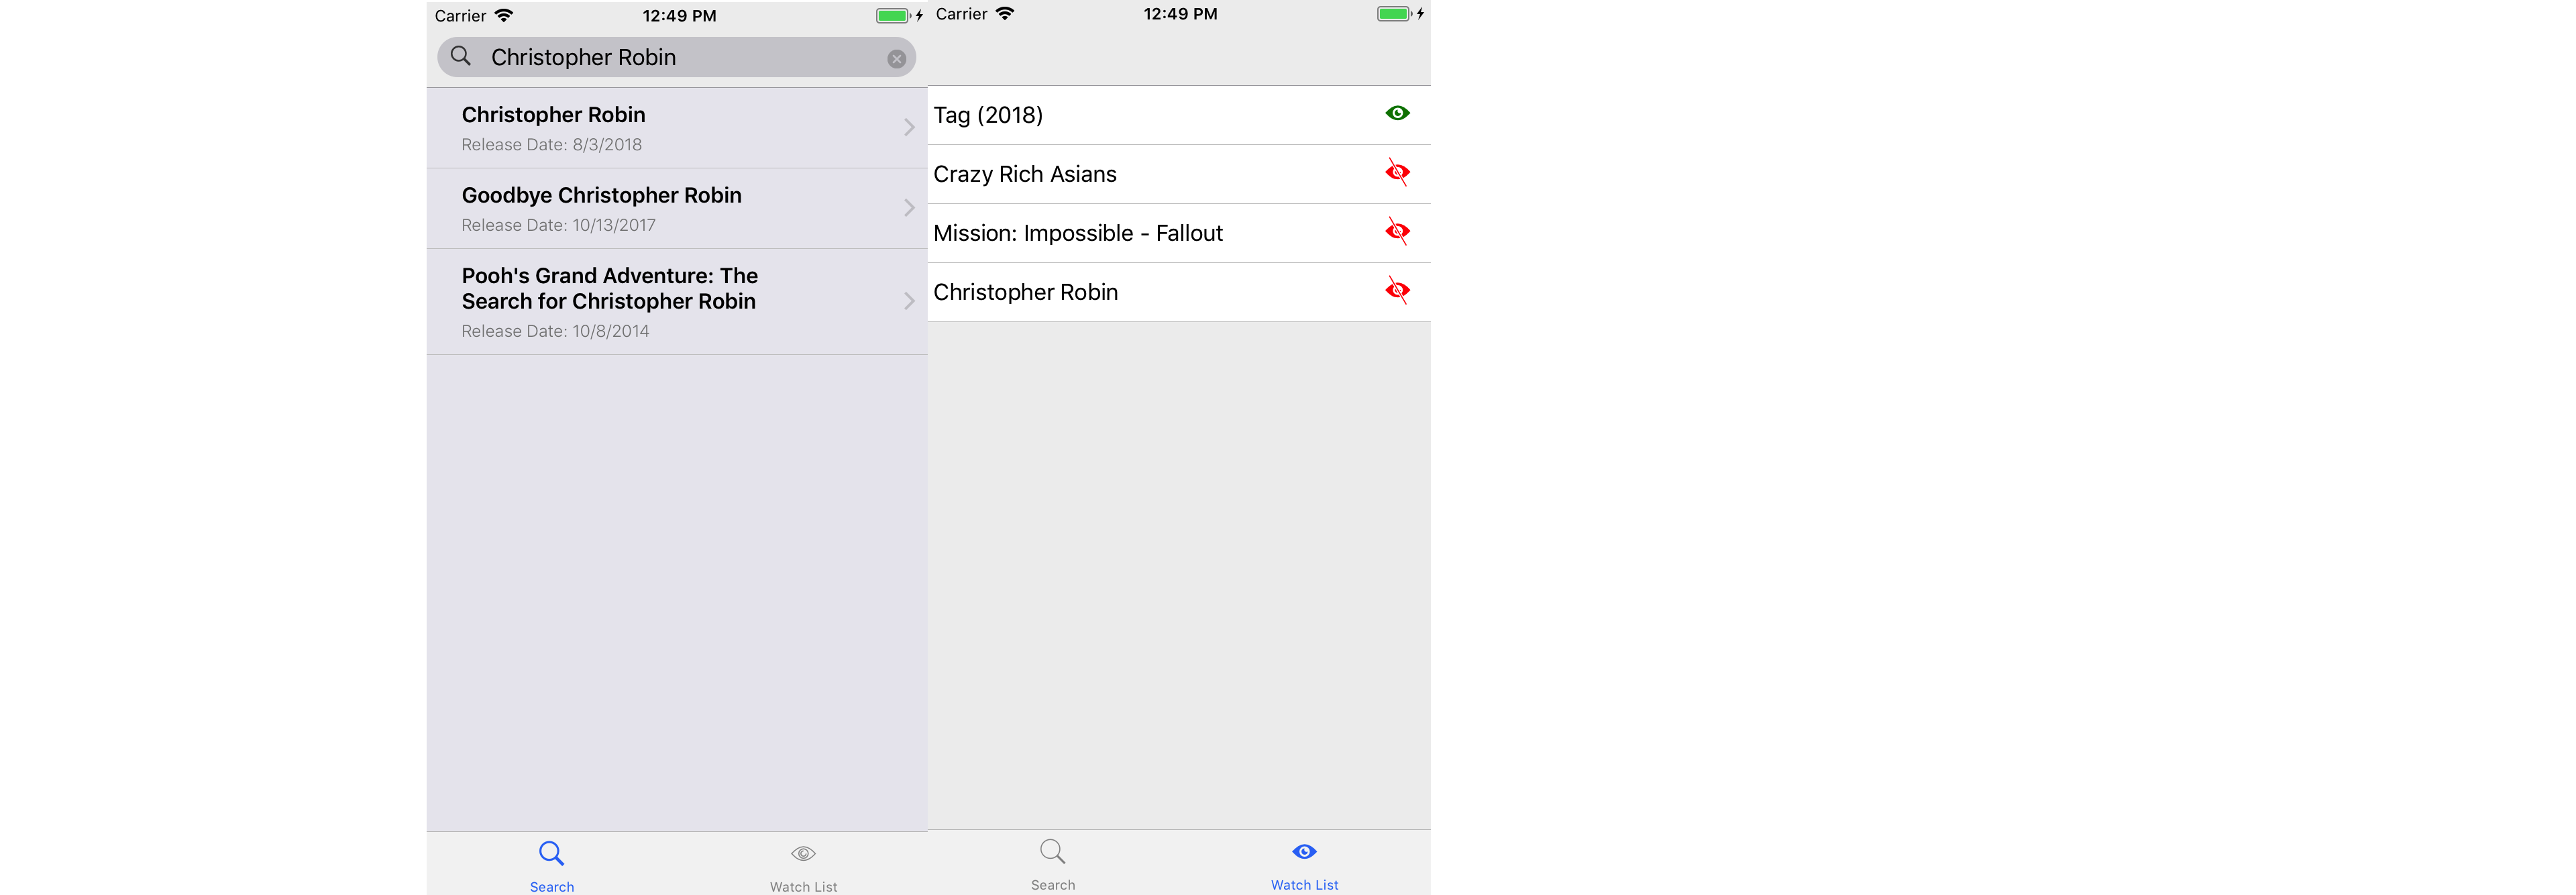 Carrier 12:49 PM
Christopher Robin
Christopher Robin
Release Date: 8/3/2018
Goodbye Christopher Robin
Release Date: 10/13/2017
Pooh's Grand Adventure: The
Search for Christopher Robin
Release Date: 10/8/2014
Search Watch List
Carrier 12:49 PM
Tag (2018)
Crazy Rich Asians
Mission: Impossible - Fallout
Christopher Robin
Search Watch List